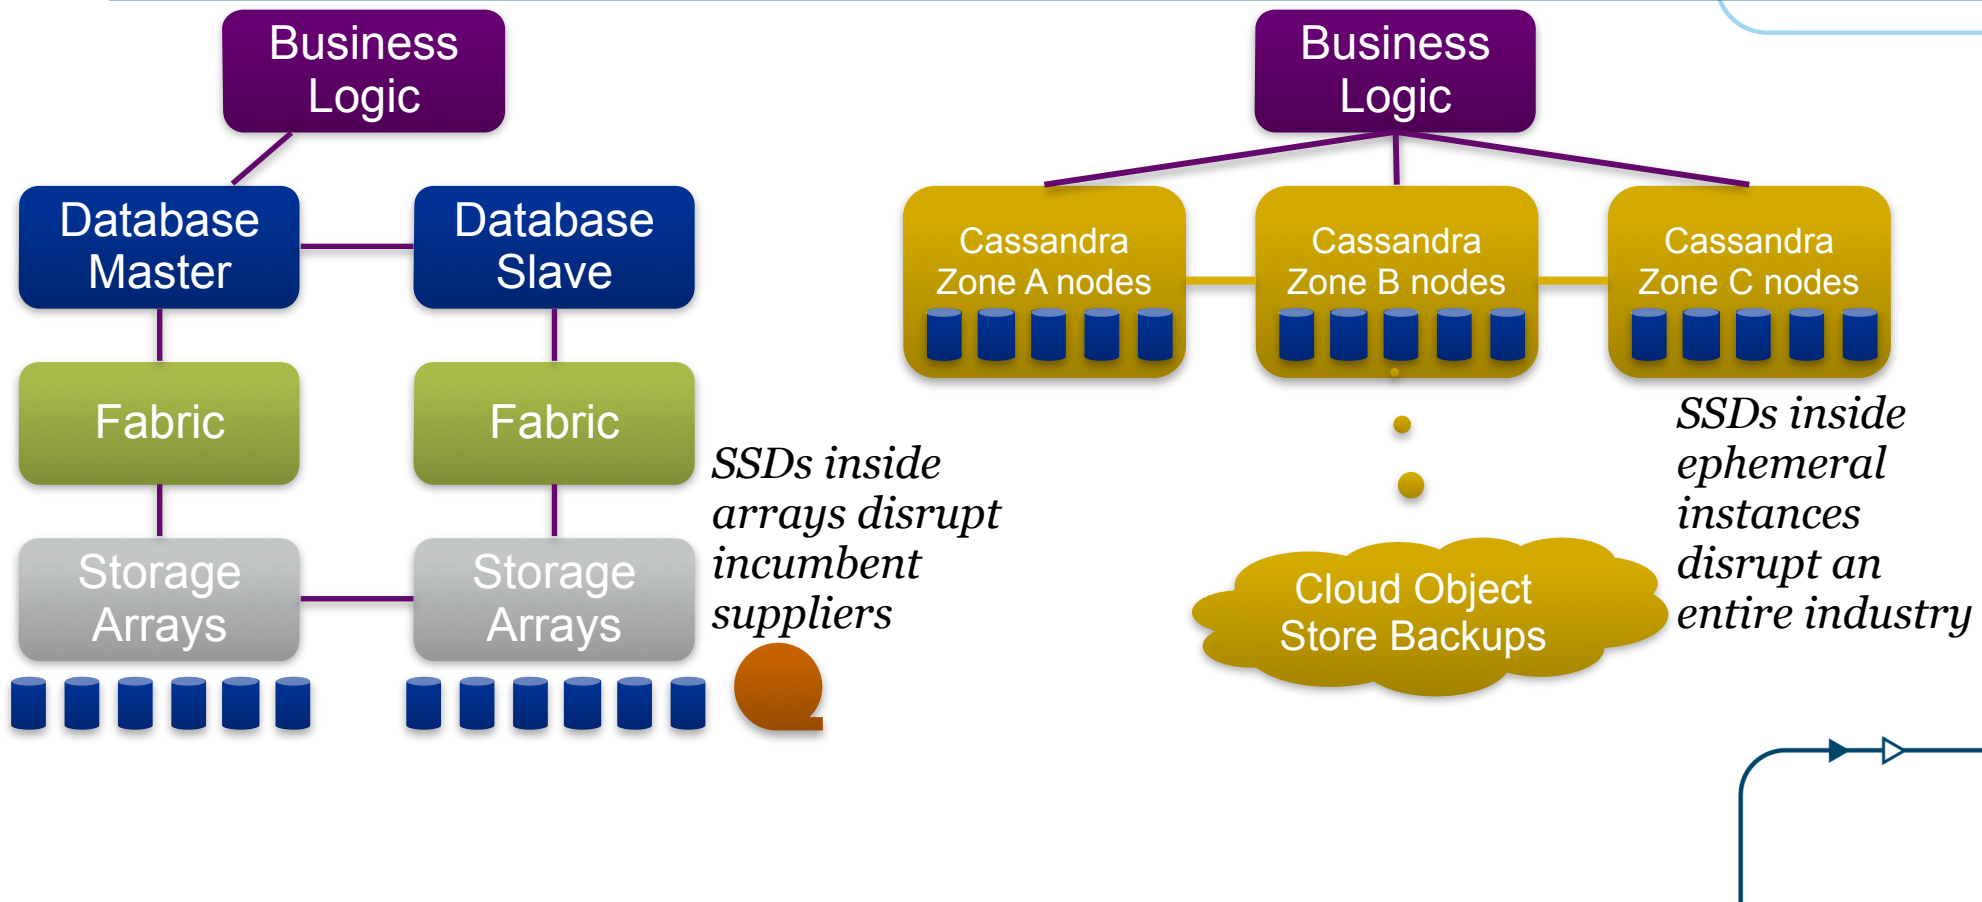 Business
Logic
Database
Master
Database
Slave
Fabric
Fabric
Storage
Arrays
Storage
Arrays
SSDs inside
arrays disrupt
incumbent
suppliers
Business
Logic
Cassandra
Zone A nodes
Cassandra
Zone B nodes
Cassandra
Zone C nodes
Cloud Object
Store Backups
SSDs inside
ephemeral
instances
disrupt an
entire industry